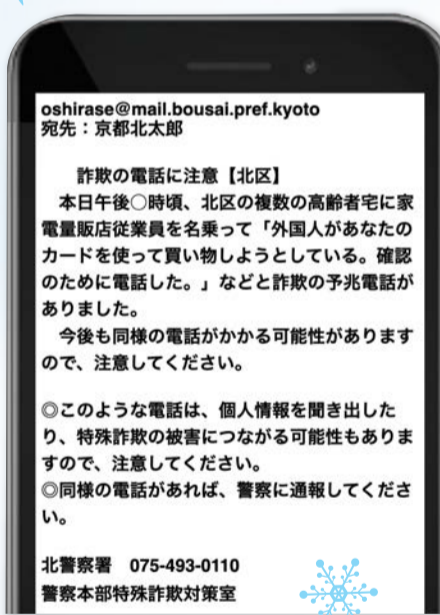 oshirase@mail.bousai.pref.kyoto
宛先：京都北太郎
詐欺の電話に注意【北区】
本日午後〇時頃、北区の複数の高齢者宅に家
電量販店従業員を名乗って「外国人があなたの
カードを使って買い物しようとしている。確認
のために電話した。」などと詐欺の予兆電話が
ありました。
今後も同様の電話がかかる可能性があります
ので、注意してください。
◎このような電話は、個人情報を聞き出した
り、特殊詐欺の被害につながる可能性もありま
すので、注意してください。
◎同様の電話があれば、警察に通報してくださ
い。
北警察署　075-493-0110
警察本部特殊詐欺対策室